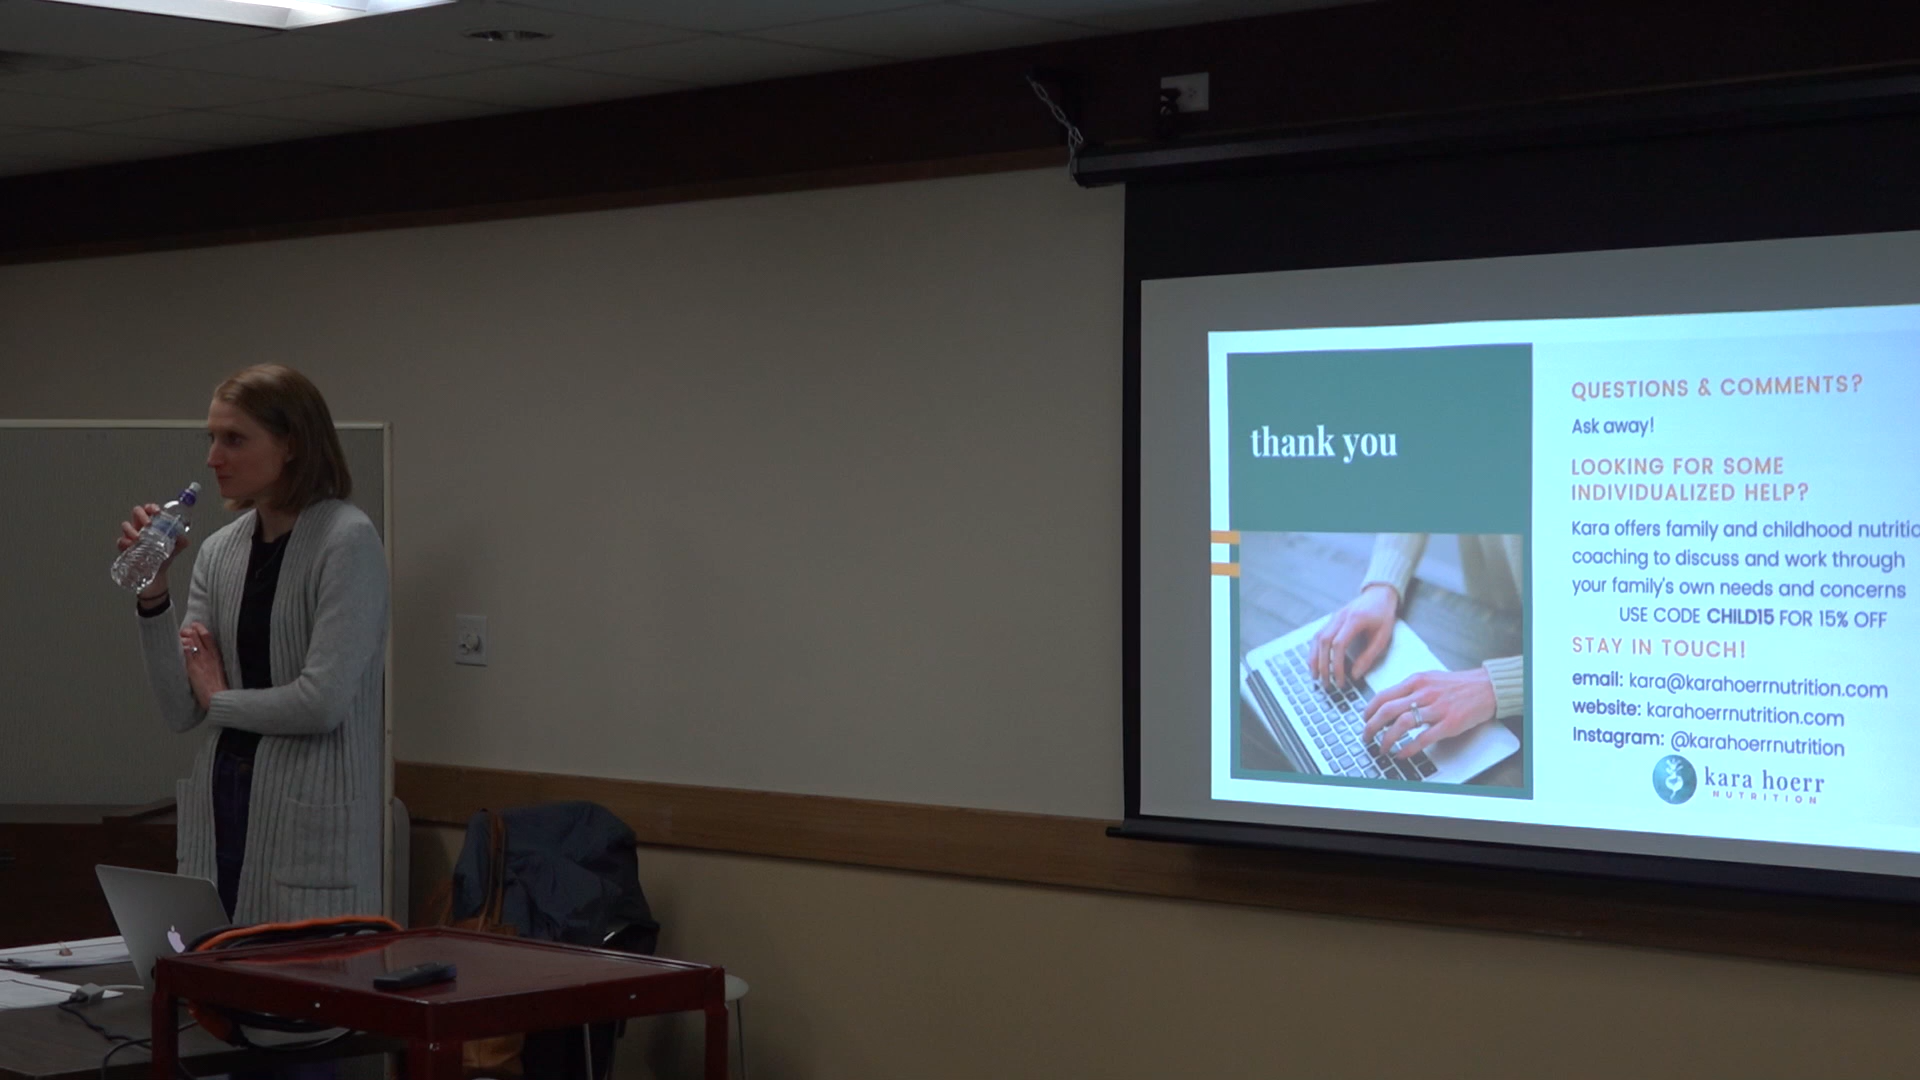 thank you
QUESTIONS & COMMENTS?
Ask away!
LOOKING FOR SOME
INDIVIDUALIZED HELP?
Kara offers family and childhood
coaching to discuss and work through
your family's own needs and concerns
USE CODE CHILD15 FOR 15% OFF
STAY IN TOUCH!
email: kara@karahoerrnutrition.com
website: karahoerrnutrition.com
Instagram: @karahoerrnutrition
kara hoerr
NUTRITION